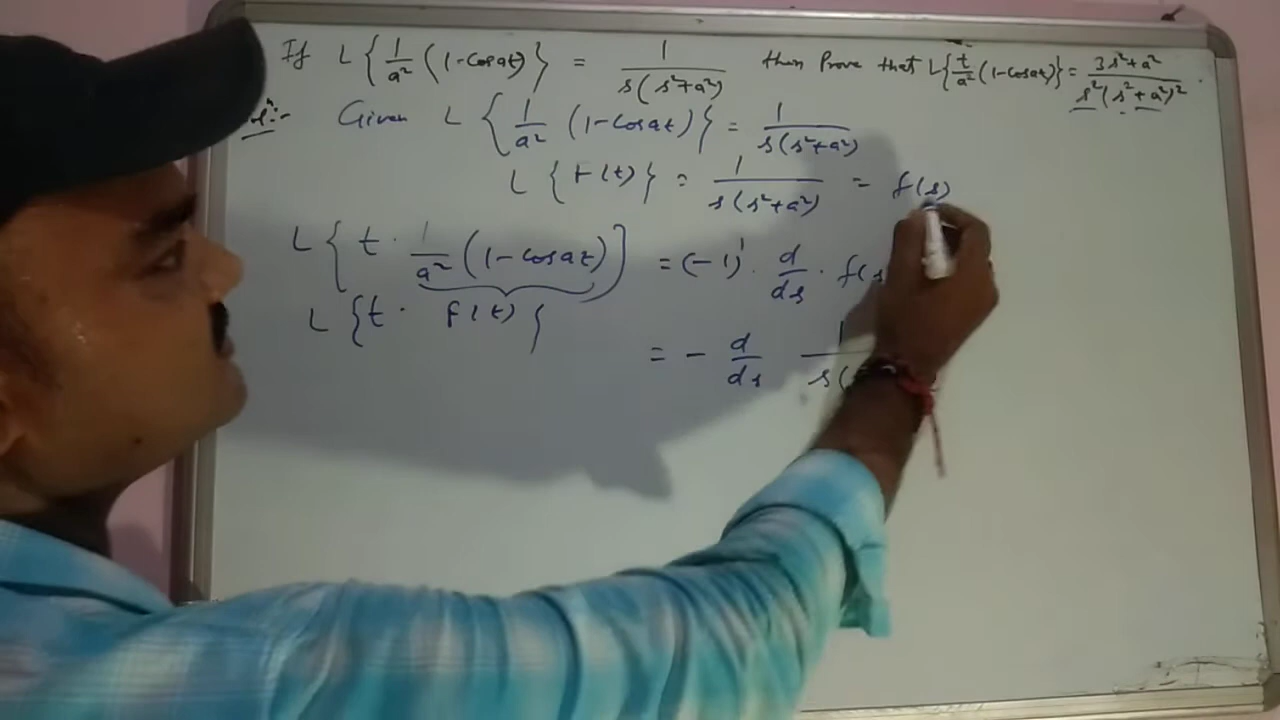 If L{1/a² (1-Cosat)} = 1/s(s²+a²) then Prove that L{t/a² (1-Cosat)} = 3s²+a²/s²(s²+a²)²
Given L{1/a² (1-Cosat)} = 1/s(s²+a²)
L{F(t)} = 1/s(s²+a²) = f(s)
L{t · 1/a² (1-Cosat)} = (-1)¹ · d/ds · f(s
L{t · F(t)}
= - d/ds 1/s(